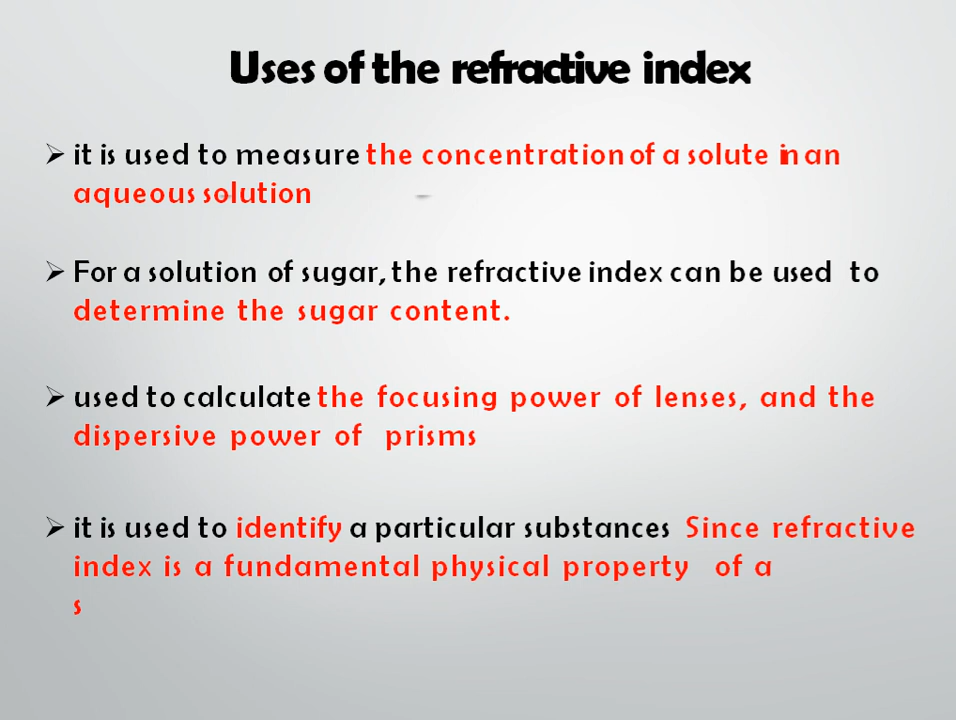 Uses of the refractive index
➢ it is used to measure the concentration of a solute in an
aqueous solution
➢ For a solution of sugar, the refractive index can be used to
determine the sugar content.
➢ used to calculate the focusing power of lenses, and the
dispersive power of prisms
➢ it is used to identify a particular substances Since refractive
index is a fundamental physical property of a
s